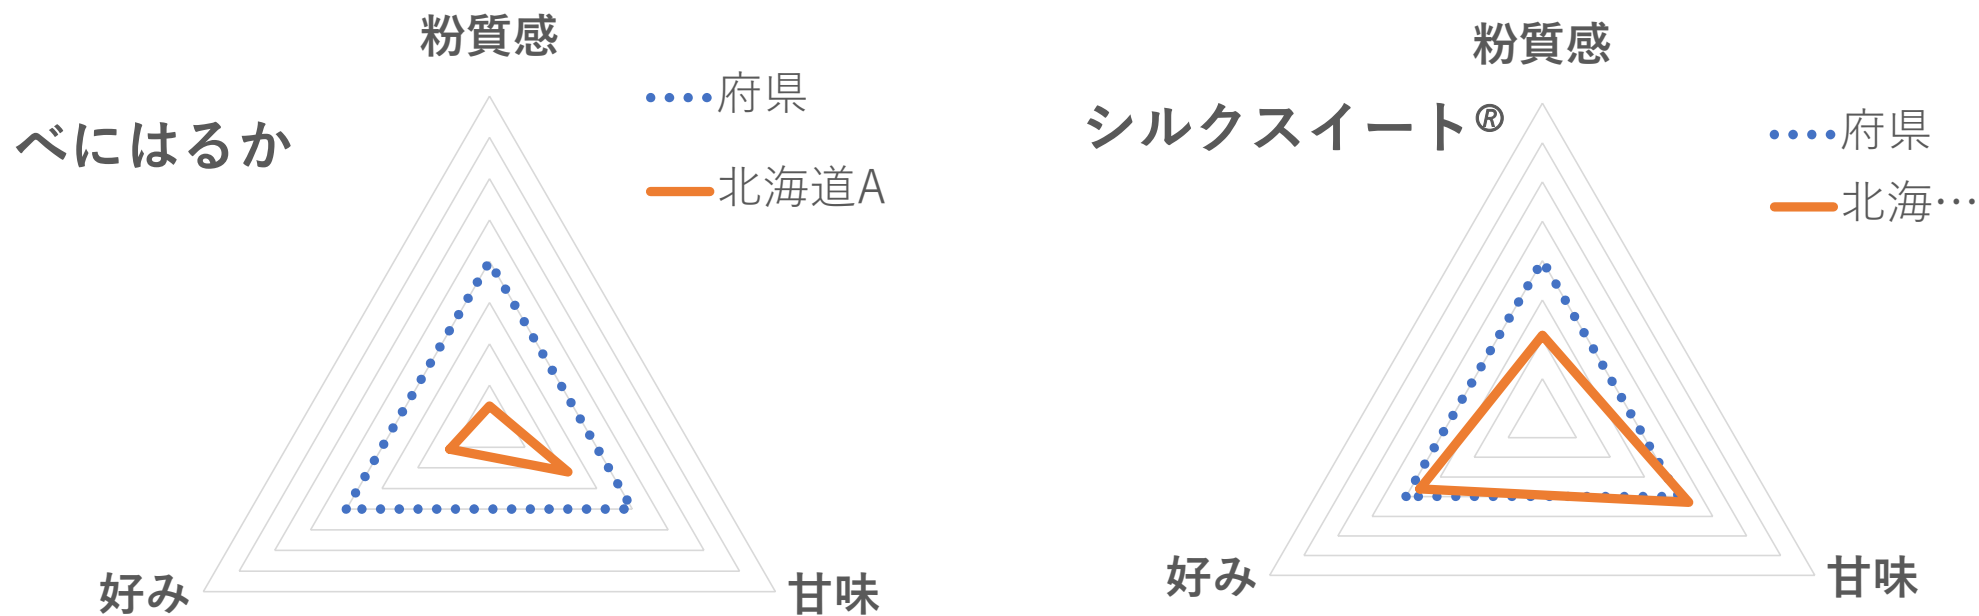 粉質感
べにはるか
府県
北海道A
好み
甘味
粉質感
シルクスイート®
府県
北海…
好み
甘味